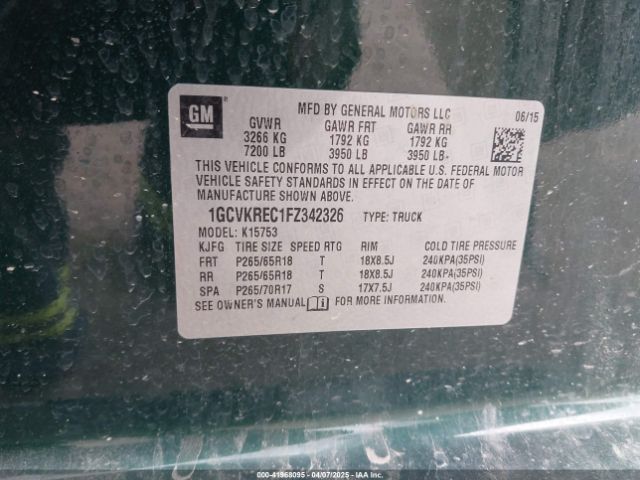 GM
MFD BY GENERAL MOTORS LLC
06/15
GVWR GAWR FRT GAWR RR
3266 KG 1792 KG 1792 KG
7200 LB 3950 LB 3950 LB
THIS VEHICLE CONFORMS TO ALL APPLICABLE U.S. FEDERAL MOTOR
VEHICLE SAFETY STANDARDS IN EFFECT ON THE DATE OF
MANUFACTURE SHOWN ABOVE.
1GCVKREC1FZ342326 TYPE: TRUCK
MODEL: K15753
KJFG TIRE SIZE SPEED RTG RIM COLD TIRE PRESSURE
FRT P265/65R18 T 18X8.5J 240KPA(35PSI)
RR P265/65R18 T 18X8.5J 240KPA(35PSI)
SPA P265/70R17 S 17X7.5J 240KPA(35PSI)
SEE OWNER'S MANUAL FOR MORE INFORMATION
000-41968095 - 04/07/2025 - IAA Inc.